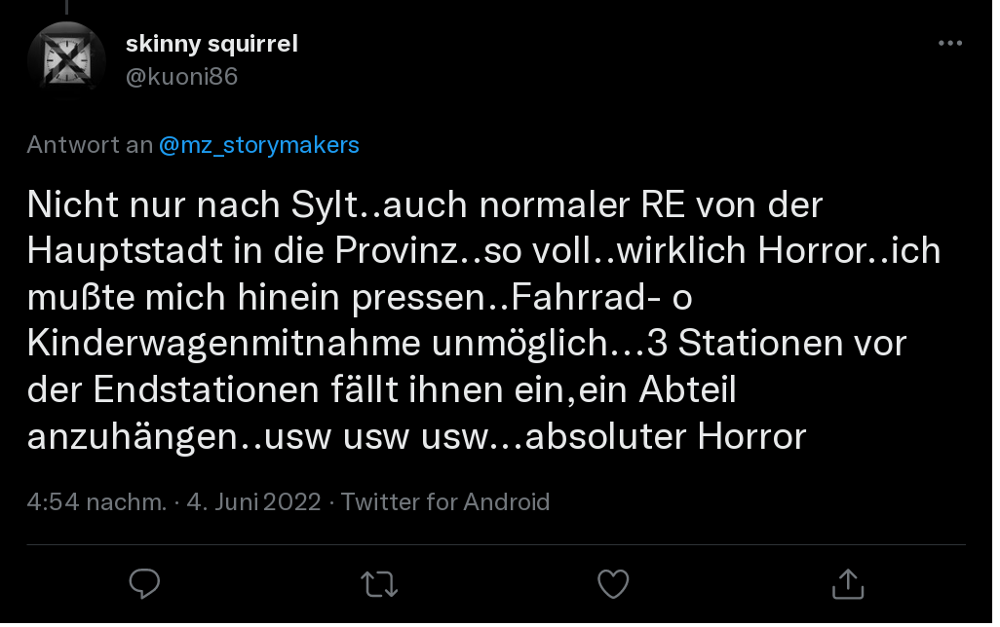 skinny squirrel
@kuoni86
Antwort an @mz_storymakers
Nicht nur nach Sylt..auch normaler RE von der
Hauptstadt in die Provinz..so voll..wirklich Horror..ich
mußte mich hinein pressen..Fahrrad- o
Kinderwagenmitnahme unmöglich...3 Stationen vor
der Endstationen fällt ihnen ein,ein Abteil
anzuhängen..usw usw usw...absoluter Horror
4:54 nachm. · 4. Juni 2022 · Twitter for Android